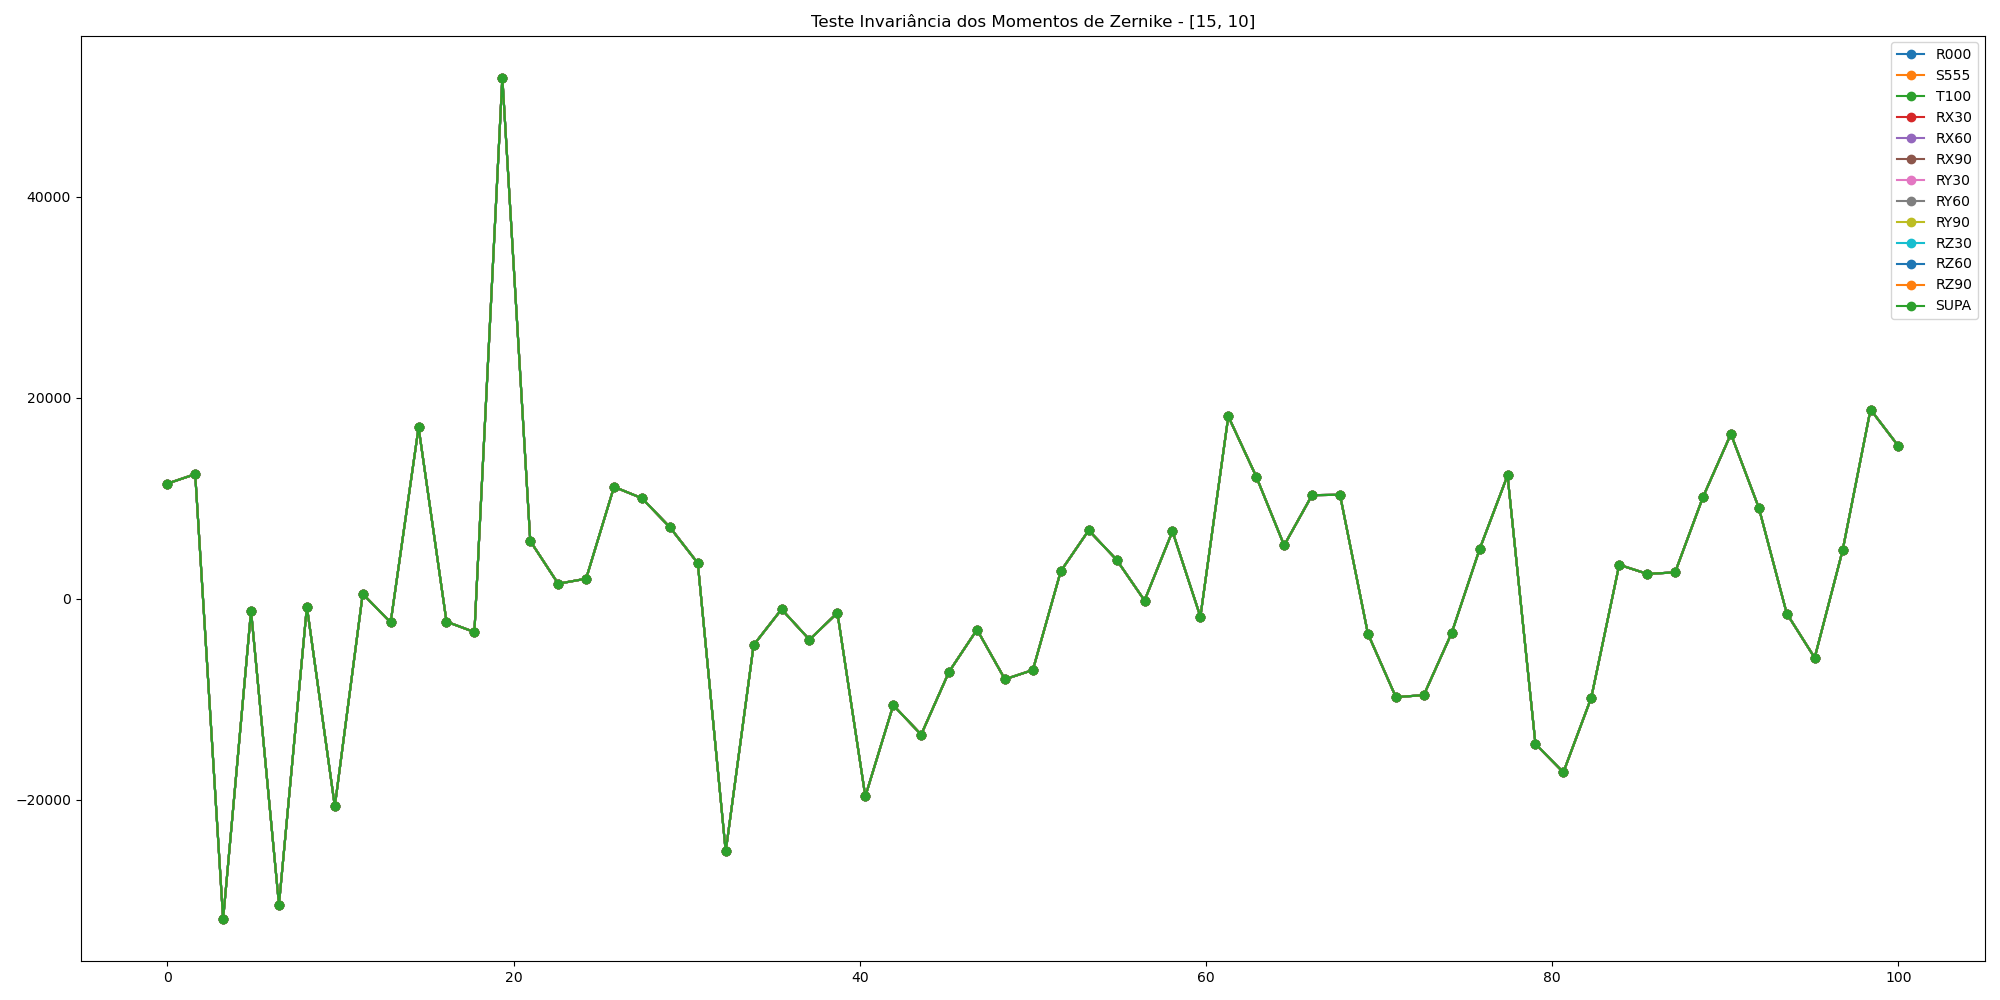 Teste Invariância dos Momentos de Zernike - [15, 10]
R000
S555
T100
RX30
RX60
RX90
RY30
RY60
RY90
RZ30
RZ60
RZ90
SUPA
40000
20000
0
−20000
0 20 40 60 80 100